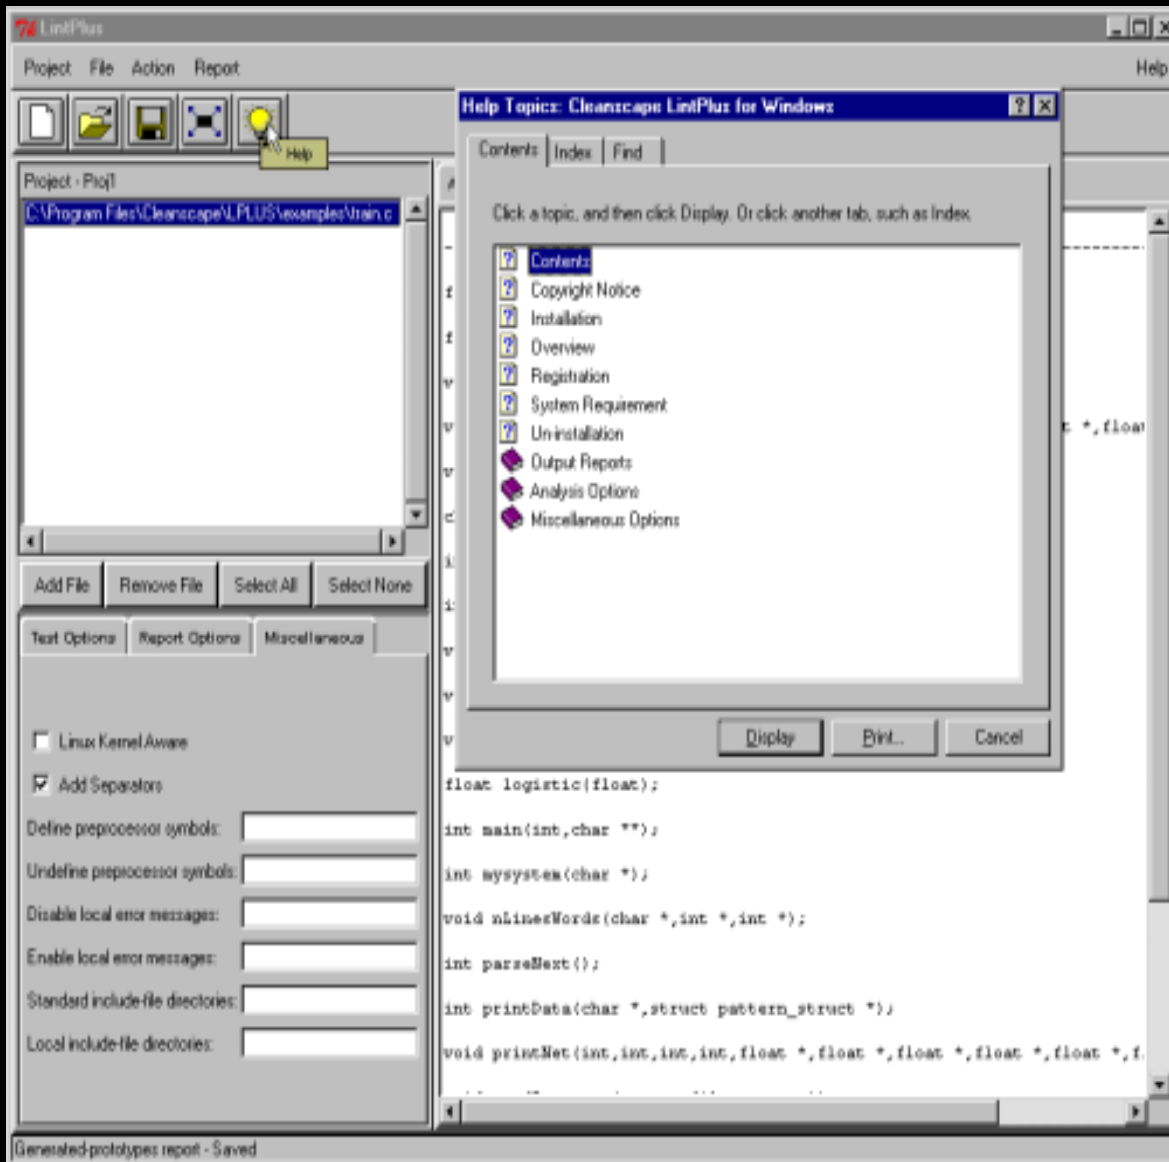 LintPlus
Project File Action Report Help
Help
Project - Proj1
C:\Program Files\Cleanscape\LPLUS\examples\train.c
Add File Remove File Select All Select None
Test Options Report Options Miscellaneous
Linux Kernel Aware
Add Separators
Define preprocessor symbols:
Undefine preprocessor symbols:
Disable local error messages:
Enable local error messages:
Standard include-file directories:
Local include-file directories:
Help Topics: Cleanscape LintPlus for Windows
Contents Index Find
Click a topic, and then click Display. Or click another tab, such as Index.
Contents
Copyright Notice
Installation
Overview
Registration
System Requirement
Un-installation
Output Reports
Analysis Options
Miscellaneous Options
Display Print... Cancel
*,float
float logistic(float);
int main(int,char **);
int mysystem(char *);
void nLinesWords(char *,int *,int *);
int parseNext();
int printData(char *,struct pattern_struct *);
void printNet(int,int,int,int,float *,float *,float *,float *,float *,f
Generated-prototypes report - Saved